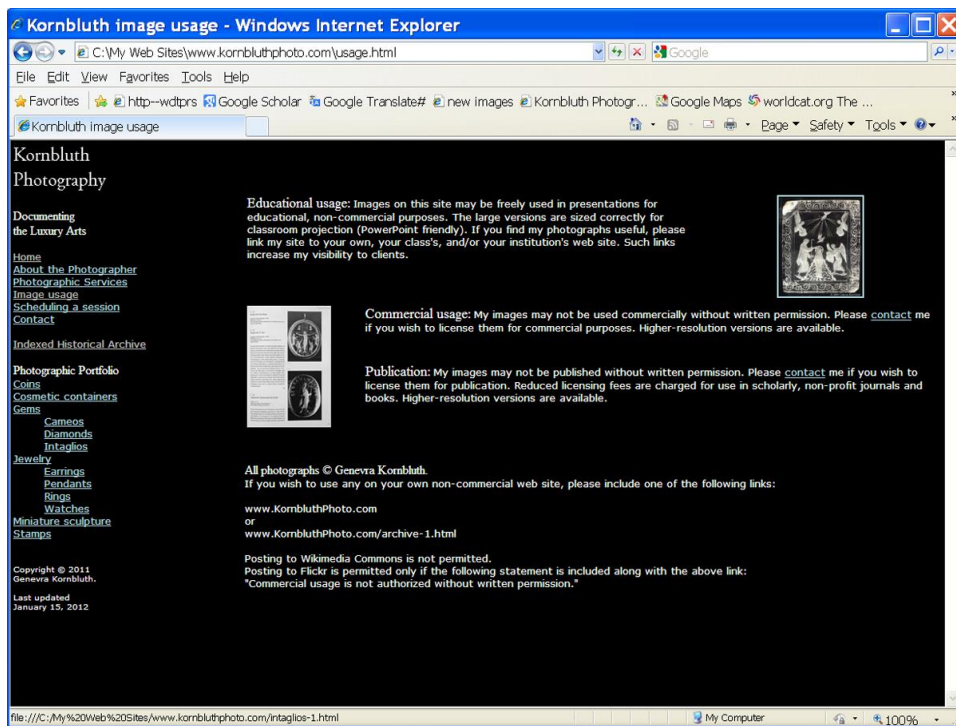 Kornbluth image usage - Windows Internet Explorer
C:\My Web Sites\www.kornbluthphoto.com\usage.html
Google
File Edit View Favorites Tools Help
Favorites http--wdtprs Google Scholar Google Translate# new images Kornbluth Photogr... Google Maps worldcat.org The ...
Kornbluth image usage
Page Safety Tools
Kornbluth
Photography
Documenting
the Luxury Arts
Home
About the Photographer
Photographic Services
Image usage
Scheduling a session
Contact
Indexed Historical Archive
Photographic Portfolio
Coins
Cosmetic containers
Gems
Cameos
Diamonds
Intaglios
Jewelry
Earrings
Pendants
Rings
Watches
Miniature sculpture
Stamps
Copyright © 2011
Genevra Kornbluth.
Last updated
January 15, 2012
Educational usage: Images on this site may be freely used in presentations for
educational, non-commercial purposes. The large versions are sized correctly for
classroom projection (PowerPoint friendly). If you find my photographs useful, please
link my site to your own, your class's, and/or your institution's web site. Such links
increase my visibility to clients.
Commercial usage: My images may not be used commercially without written permission. Please contact me
if you wish to license them for commercial purposes. Higher-resolution versions are available.
Publication: My images may not be published without written permission. Please contact me if you wish to
license them for publication. Reduced licensing fees are charged for use in scholarly, non-profit journals and
books. Higher-resolution versions are available.
All photographs © Genevra Kornbluth.
If you wish to use any on your own non-commercial web site, please include one of the following links:
www.KornbluthPhoto.com
or
www.KornbluthPhoto.com/archive-1.html
Posting to Wikimedia Commons is not permitted.
Posting to Flickr is permitted only if the following statement is included along with the above link:
"Commercial usage is not authorized without written permission."
file:///C:/My%20Web%20Sites/www.kornbluthphoto.com/intaglios-1.html
My Computer
100%